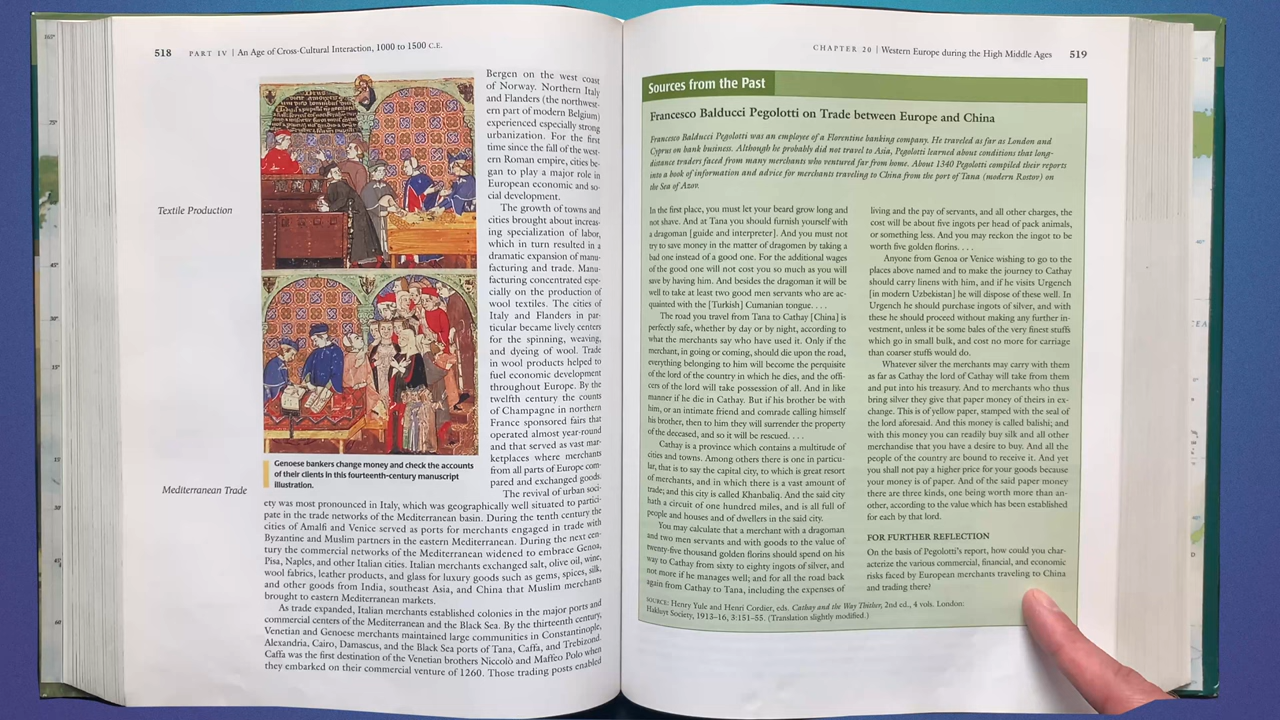 518 PART IV | An Age of Cross-Cultural Interaction, 1000 to 1500 C.E.
Textile Production
Mediterranean Trade
Genoese bankers change money and check the accounts
of their clients in this fourteenth-century manuscript
illustration.
Bergen on the west coast
of Norway. Northern Italy
and Flanders (the northwest-
ern part of modern Belgium)
experienced especially strong
urbanization. For the first
time since the fall of the west-
ern Roman empire, cities be-
gan to play a major role in
European economic and so-
cial development.
The growth of towns and
cities brought about increas-
ing specialization of labor,
which in turn resulted in a
dramatic expansion of manu-
facturing and trade. Manu-
facturing concentrated espe-
cially on the production of
wool textiles. The cities of
Italy and Flanders in par-
ticular became lively centers
for the spinning, weaving,
and dyeing of wool. Trade
in wool products helped to
fuel economic development
throughout Europe. By the
twelfth century the counts
of Champagne in northern
France sponsored fairs that
operated almost year-round
and that served as vast mar-
ketplaces where merchants
from all parts of Europe com-
pared and exchanged goods.
The revival of urban soci-
ety was most pronounced in Italy, which was geographically well situated to partici-
pate in the trade networks of the Mediterranean basin. During the tenth century the
cities of Amalfi and Venice served as ports for merchants engaged in trade with
Byzantine and Muslim partners in the eastern Mediterranean. During the next cen-
tury the commercial networks of the Mediterranean widened to embrace Genoa,
Pisa, Naples, and other Italian cities. Italian merchants exchanged salt, olive oil, wine,
wool fabrics, leather products, and glass for luxury goods such as gems, spices, silk,
and other goods from India, southeast Asia, and China that Muslim merchants
brought to eastern Mediterranean markets.
As trade expanded, Italian merchants established colonies in the major ports and
commercial centers of the Mediterranean and the Black Sea. By the thirteenth century,
Venetian and Genoese merchants maintained large communities in Constantinople,
Alexandria, Cairo, Damascus, and the Black Sea ports of Tana, Caffa, and Trebizond.
Caffa was the first destination of the Venetian brothers Niccolò and Maffeo Polo when
they embarked on their commercial venture of 1260. Those trading posts enabled
CHAPTER 20 | Western Europe during the High Middle Ages 519
Sources from the Past
Francesco Balducci Pegolotti on Trade between Europe and China
Francesco Balducci Pegolotti was an employee of a Florentine banking company. He traveled as far as London and
Cyprus on bank business. Although he probably did not travel to Asia, Pegolotti learned about conditions that long-
distance traders faced from many merchants who ventured far from home. About 1340 Pegolotti compiled their reports
into a book of information and advice for merchants traveling to China from the port of Tana (modern Rostov) on
the Sea of Azov.
In the first place, you must let your beard grow long and
not shave. And at Tana you should furnish yourself with
a dragoman [guide and interpreter]. And you must not
try to save money in the matter of dragomen by taking a
bad one instead of a good one. For the additional wages
of the good one will not cost you so much as you will
save by having him. And besides the dragoman it will be
well to take at least two good men servants who are ac-
quainted with the [Turkish] Cumanian tongue. . . .
The road you travel from Tana to Cathay [China] is
perfectly safe, whether by day or by night, according to
what the merchants say who have used it. Only if the
merchant, in going or coming, should die upon the road,
everything belonging to him will become the perquisite
of the lord of the country in which he dies, and the offi-
cers of the lord will take possession of all. And in like
manner if he die in Cathay. But if his brother be with
him, or an intimate friend and comrade calling himself
his brother, then to him they will surrender the property
of the deceased, and so it will be rescued. . . .
Cathay is a province which contains a multitude of
cities and towns. Among others there is one in particu-
lar, that is to say the capital city, to which is great resort
of merchants, and in which there is a vast amount of
trade; and this city is called Khanbaliq. And the said city
hath a circuit of one hundred miles, and is all full of
people and houses and of dwellers in the said city.
You may calculate that a merchant with a dragoman
and two men servants and with goods to the value of
twenty-five thousand golden florins should spend on his
way to Cathay from sixty to eighty ingots of silver, and
not more if he manages well; and for all the road back
again from Cathay to Tana, including the expenses of
living and the pay of servants, and all other charges, the
cost will be about five ingots per head of pack animals,
or something less. And you may reckon the ingot to be
worth five golden florins. . . .
Anyone from Genoa or Venice wishing to go to the
places above named and to make the journey to Cathay
should carry linens with him, and if he visits Urgench
[in modern Uzbekistan] he will dispose of these well. In
Urgench he should purchase ingots of silver, and with
these he should proceed without making any further in-
vestment, unless it be some bales of the very finest stuffs
which go in small bulk, and cost no more for carriage
than coarser stuffs would do.
Whatever silver the merchants may carry with them
as far as Cathay the lord of Cathay will take from them
and put into his treasury. And to merchants who thus
bring silver they give that paper money of theirs in ex-
change. This is of yellow paper, stamped with the seal of
the lord aforesaid. And this money is called balishi; and
with this money you can readily buy silk and all other
merchandise that you have a desire to buy. And all the
people of the country are bound to receive it. And yet
you shall not pay a higher price for your goods because
your money is of paper. And of the said paper money
there are three kinds, one being worth more than an-
other, according to the value which has been established
for each by that lord.
FOR FURTHER REFLECTION
On the basis of Pegolotti's report, how could you char-
acterize the various commercial, financial, and economic
risks faced by European merchants traveling to China
and trading there?
SOURCE: Henry Yule and Henri Cordier, eds. Cathay and the Way Thither, 2nd ed., 4 vols. London:
Hakluyt Society, 1913–16, 3:151–55. (Translation slightly modified.)